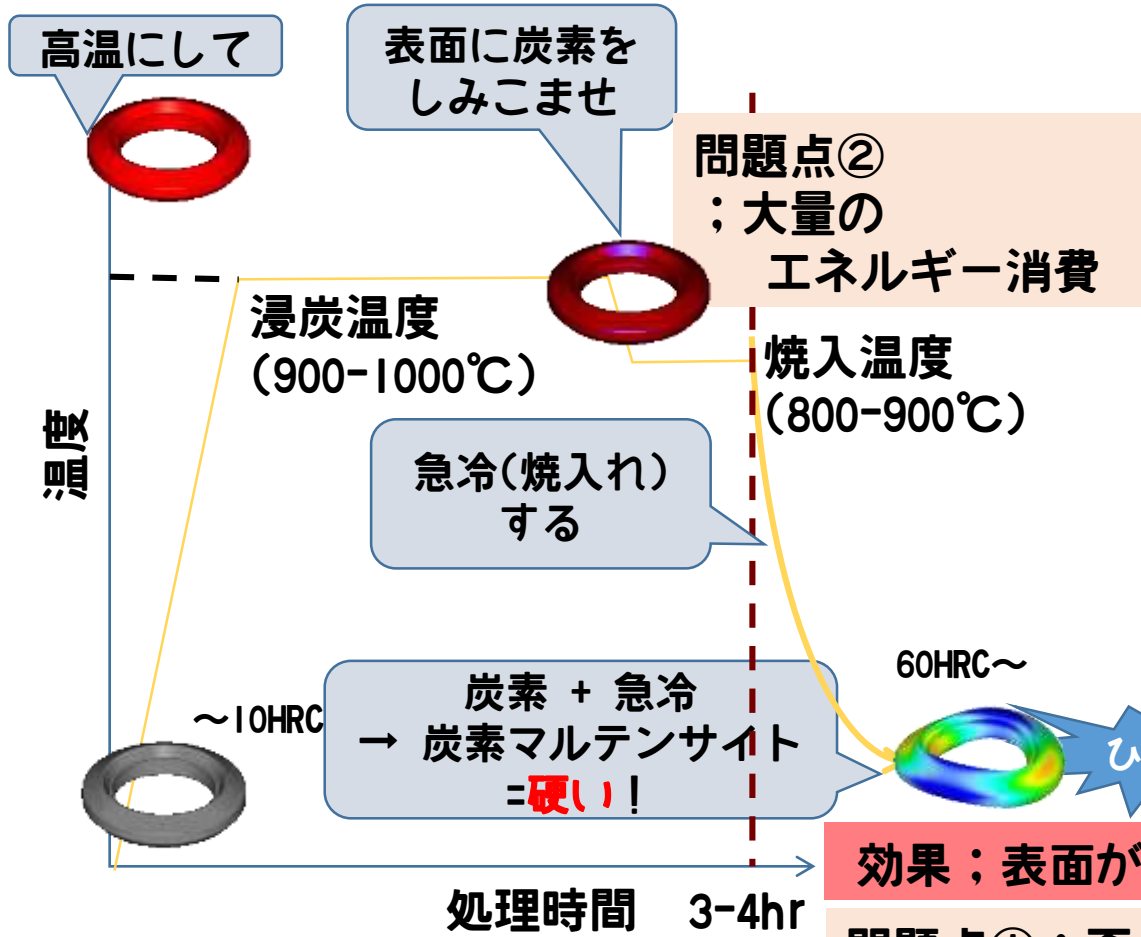 高温にして
表面に炭素を
しみこませ
問題点②
；大量の
エネルギー消費
浸炭温度
(900-1000℃)
焼入温度
(800-900℃)
温度
急冷(焼入れ)
する
60HRC～
～10HRC
炭素 + 急冷
→ 炭素マルテンサイト
=硬い!
ひ
効果；表面が
処理時間 3-4hr